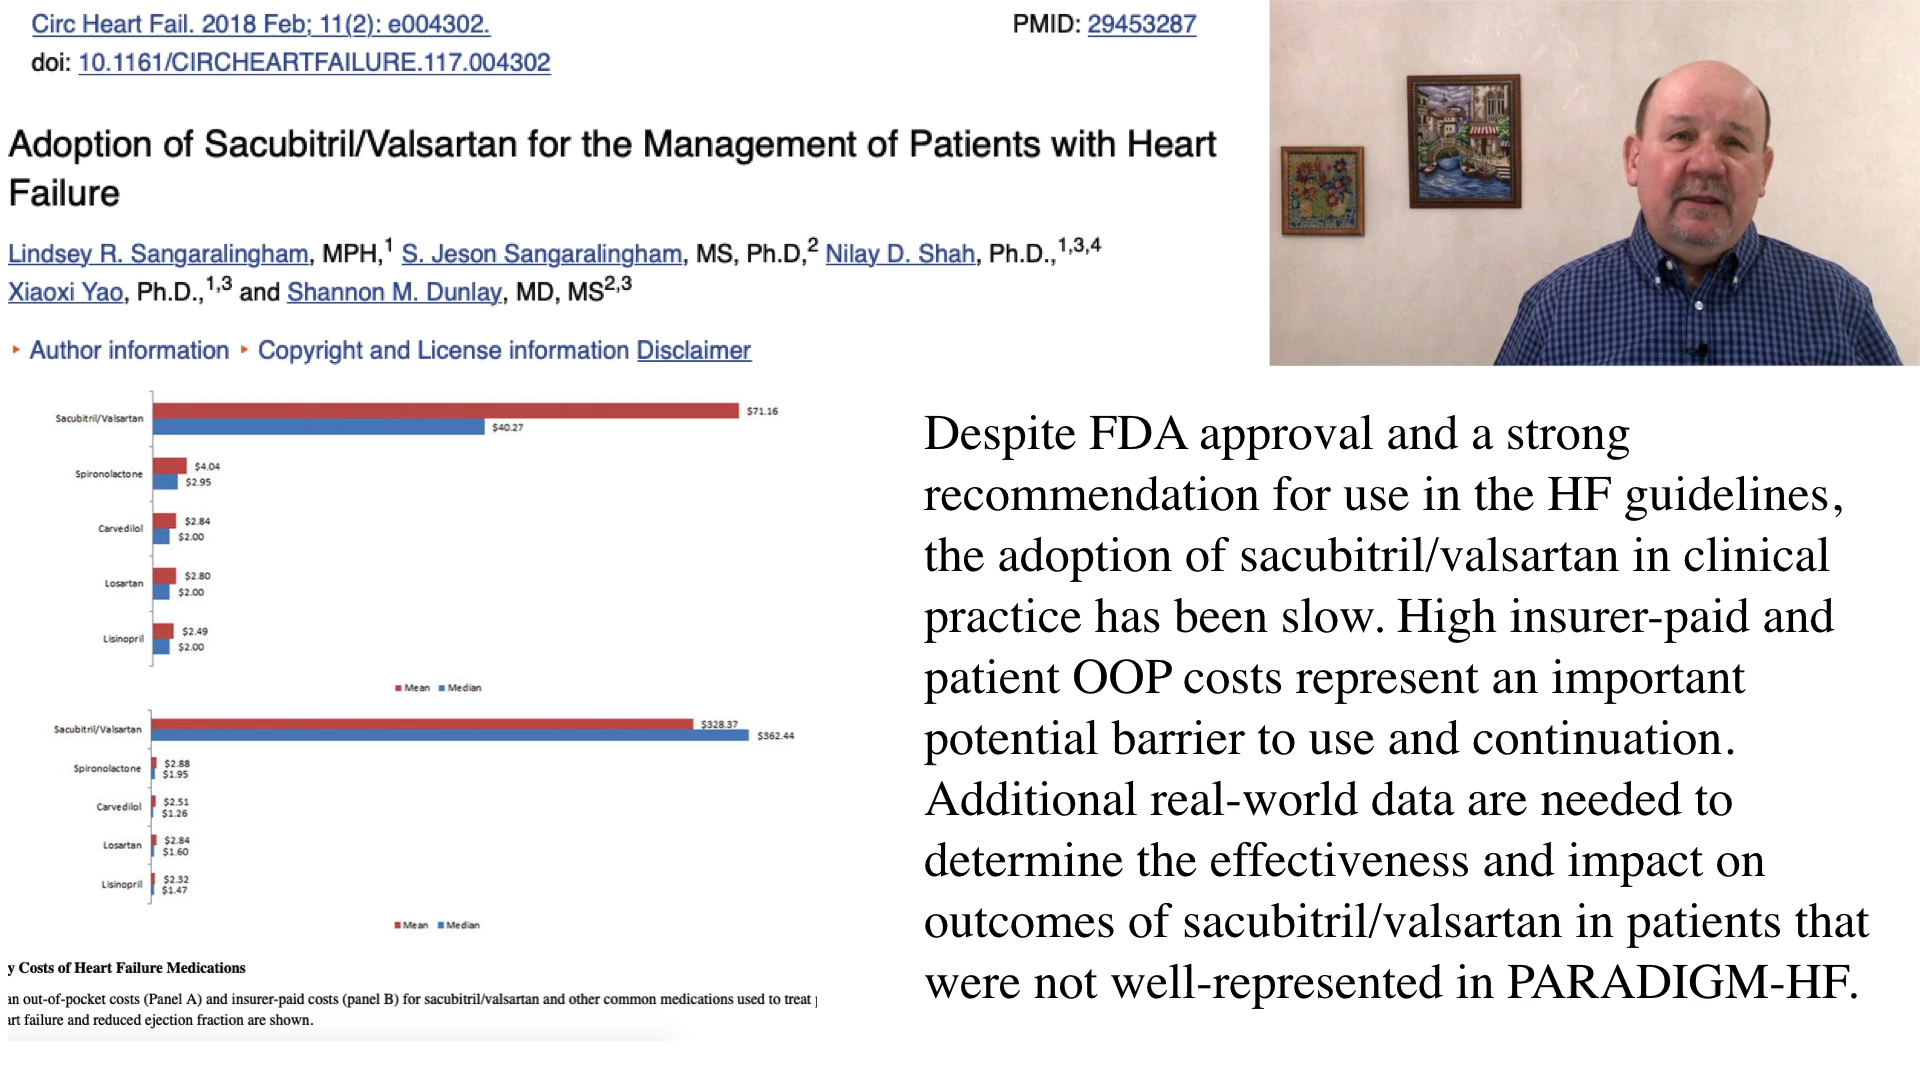 Circ Heart Fail. 2018 Feb; 11(2): e004302.
PMID: 29453287
doi: 10.1161/CIRCHEARTFAILURE.117.004302
Adoption of Sacubitril/Valsartan for the Management of Patients with Heart
Failure
Lindsey R. Sangaralingham, MPH,1 S. Jeson Sangaralingham, MS, Ph.D,2 Nilay D. Shah, Ph.D.,1,3,4
Xiaoxi Yao, Ph.D.,1,3 and Shannon M. Dunlay, MD, MS2,3
Author information Copyright and License information Disclaimer
Sacubitril/Valsartan
$71.16
$40.27
Spironolactone
$4.04
$2.95
Carvedilol
$2.84
$2.00
Losartan
$2.80
$2.00
Lisinopril
$2.49
$2.00
Mean Median
Sacubitril/Valsartan
$328.37
$362.44
Spironolactone
$2.88
$1.95
Carvedilol
$2.51
$1.26
Losartan
$2.84
$1.60
Lisinopril
$2.32
$1.47
Mean Median
y Costs of Heart Failure Medications
an out-of-pocket costs (Panel A) and insurer-paid costs (panel B) for sacubitril/valsartan and other common medications used to treat
art failure and reduced ejection fraction are shown.
Despite FDA approval and a strong
recommendation for use in the HF guidelines,
the adoption of sacubitril/valsartan in clinical
practice has been slow. High insurer-paid and
patient OOP costs represent an important
potential barrier to use and continuation.
Additional real-world data are needed to
determine the effectiveness and impact on
outcomes of sacubitril/valsartan in patients that
were not well-represented in PARADIGM-HF.